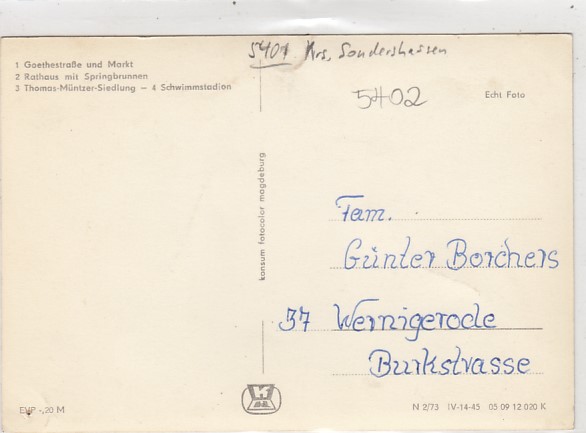 1 Goethestraße und Markt
2 Rathaus mit Springbrunnen
3 Thomas-Müntzer-Siedlung – 4 Schwimmstadion
5401 Krs. Sondershausen
5402
Echt Foto
konsum fotocolor magdeburg
Fam.
Günter Borchers
37 Wernigerode
Burkstrasse
EVP -,20 M
N 2/73 IV-14-45 05 09 12 020 K